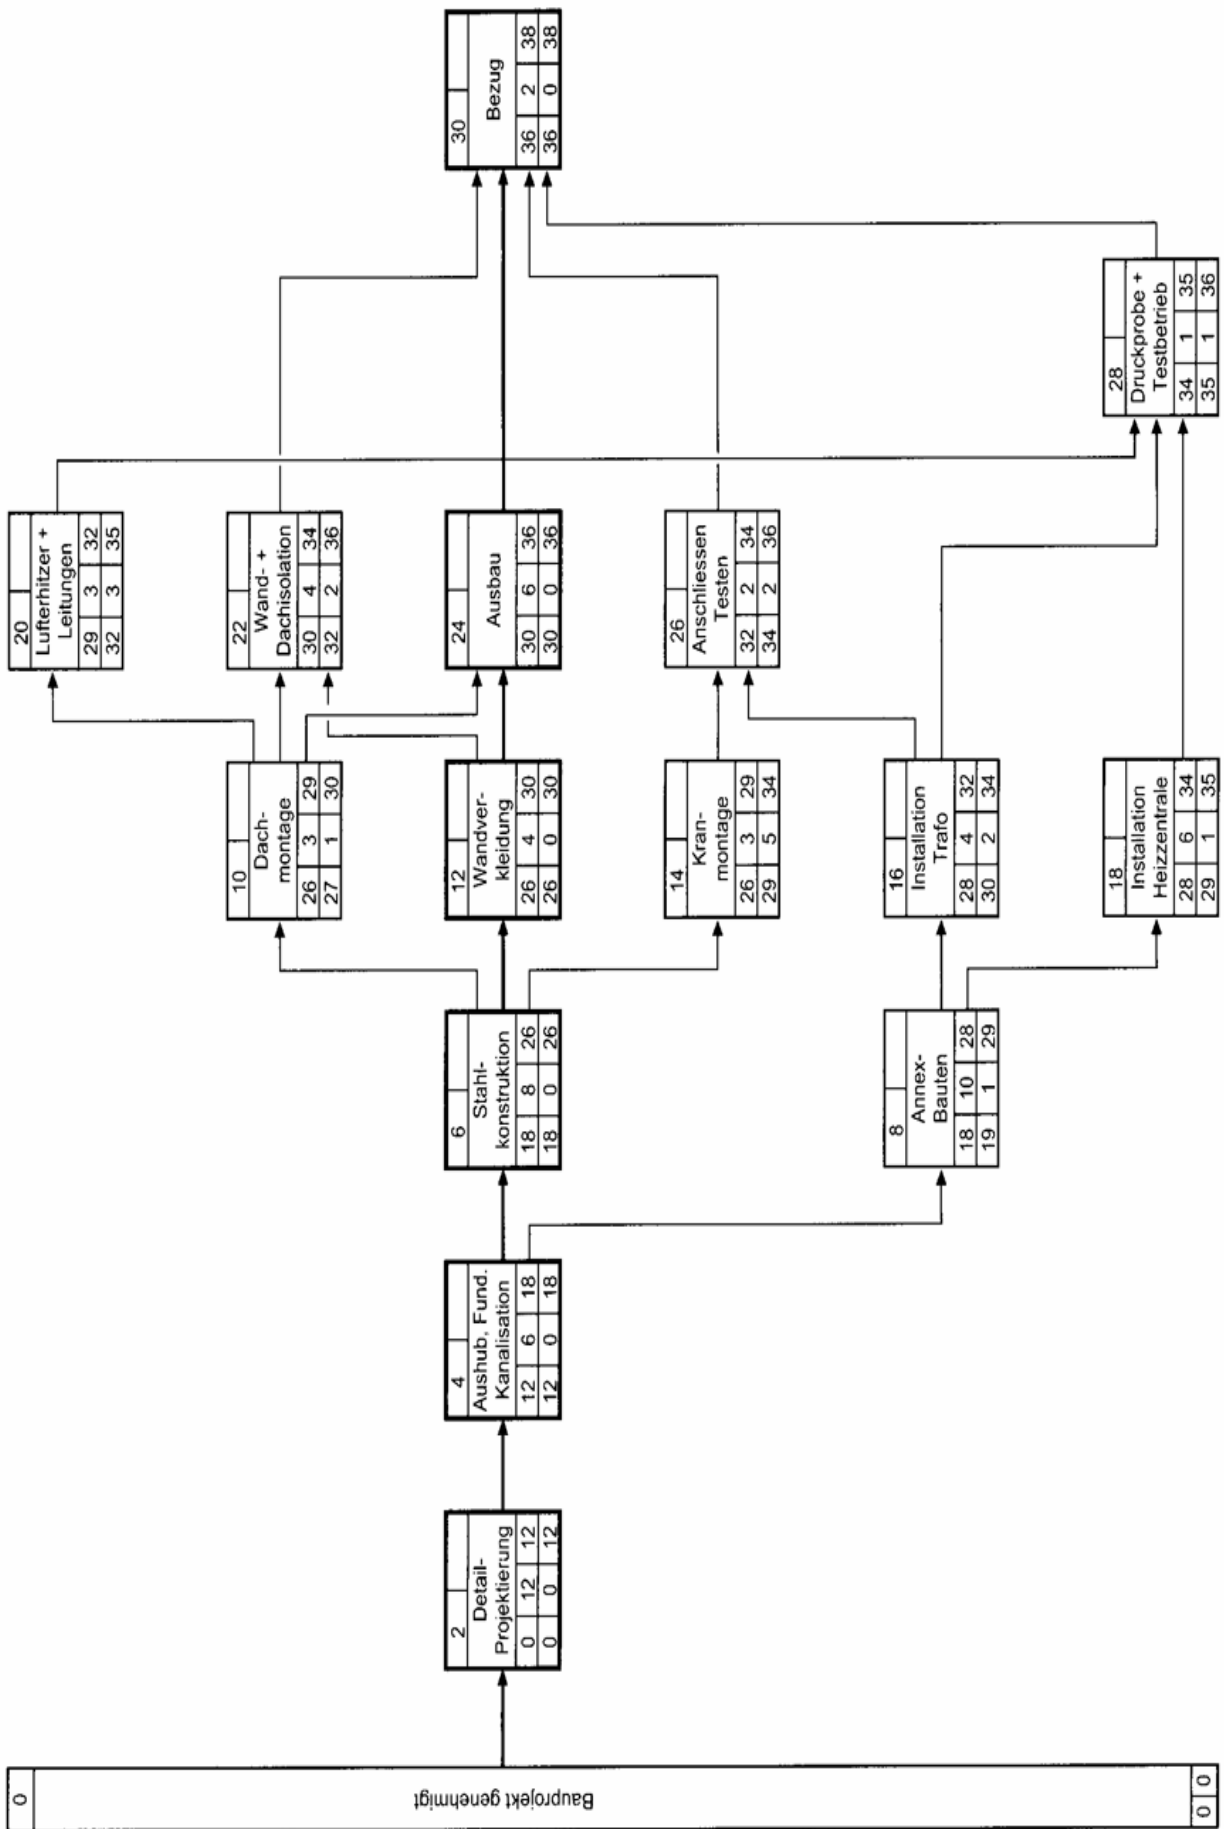 0
Bauprojekt genehmigt
0 0
2
Detail-
Projektierung
0 12 12
0 0 12
4
Aushub, Fund.
Kanalisation
12 6 18
12 0 18
6
Stahl-
konstruktion
18 8 26
18 0 26
8
Annex-
Bauten
18 10 28
19 1 29
10
Dach-
montage
26 3 29
27 1 30
12
Wandver-
kleidung
26 4 30
26 0 30
14
Kran-
montage
26 3 29
29 5 34
16
Installation
Trafo
28 4 32
30 2 34
18
Installation
Heizzentrale
28 6 34
29 1 35
20
Lufterhitzer +
Leitungen
29 3 32
32 3 35
22
Wand- +
Dachisolation
30 4 34
32 2 36
24
Ausbau
30 6 36
30 0 36
26
Anschliessen
Testen
32 2 34
34 2 36
28
Druckprobe +
Testbetrieb
34 1 35
35 1 36
30
Bezug
36 2 38
36 0 38